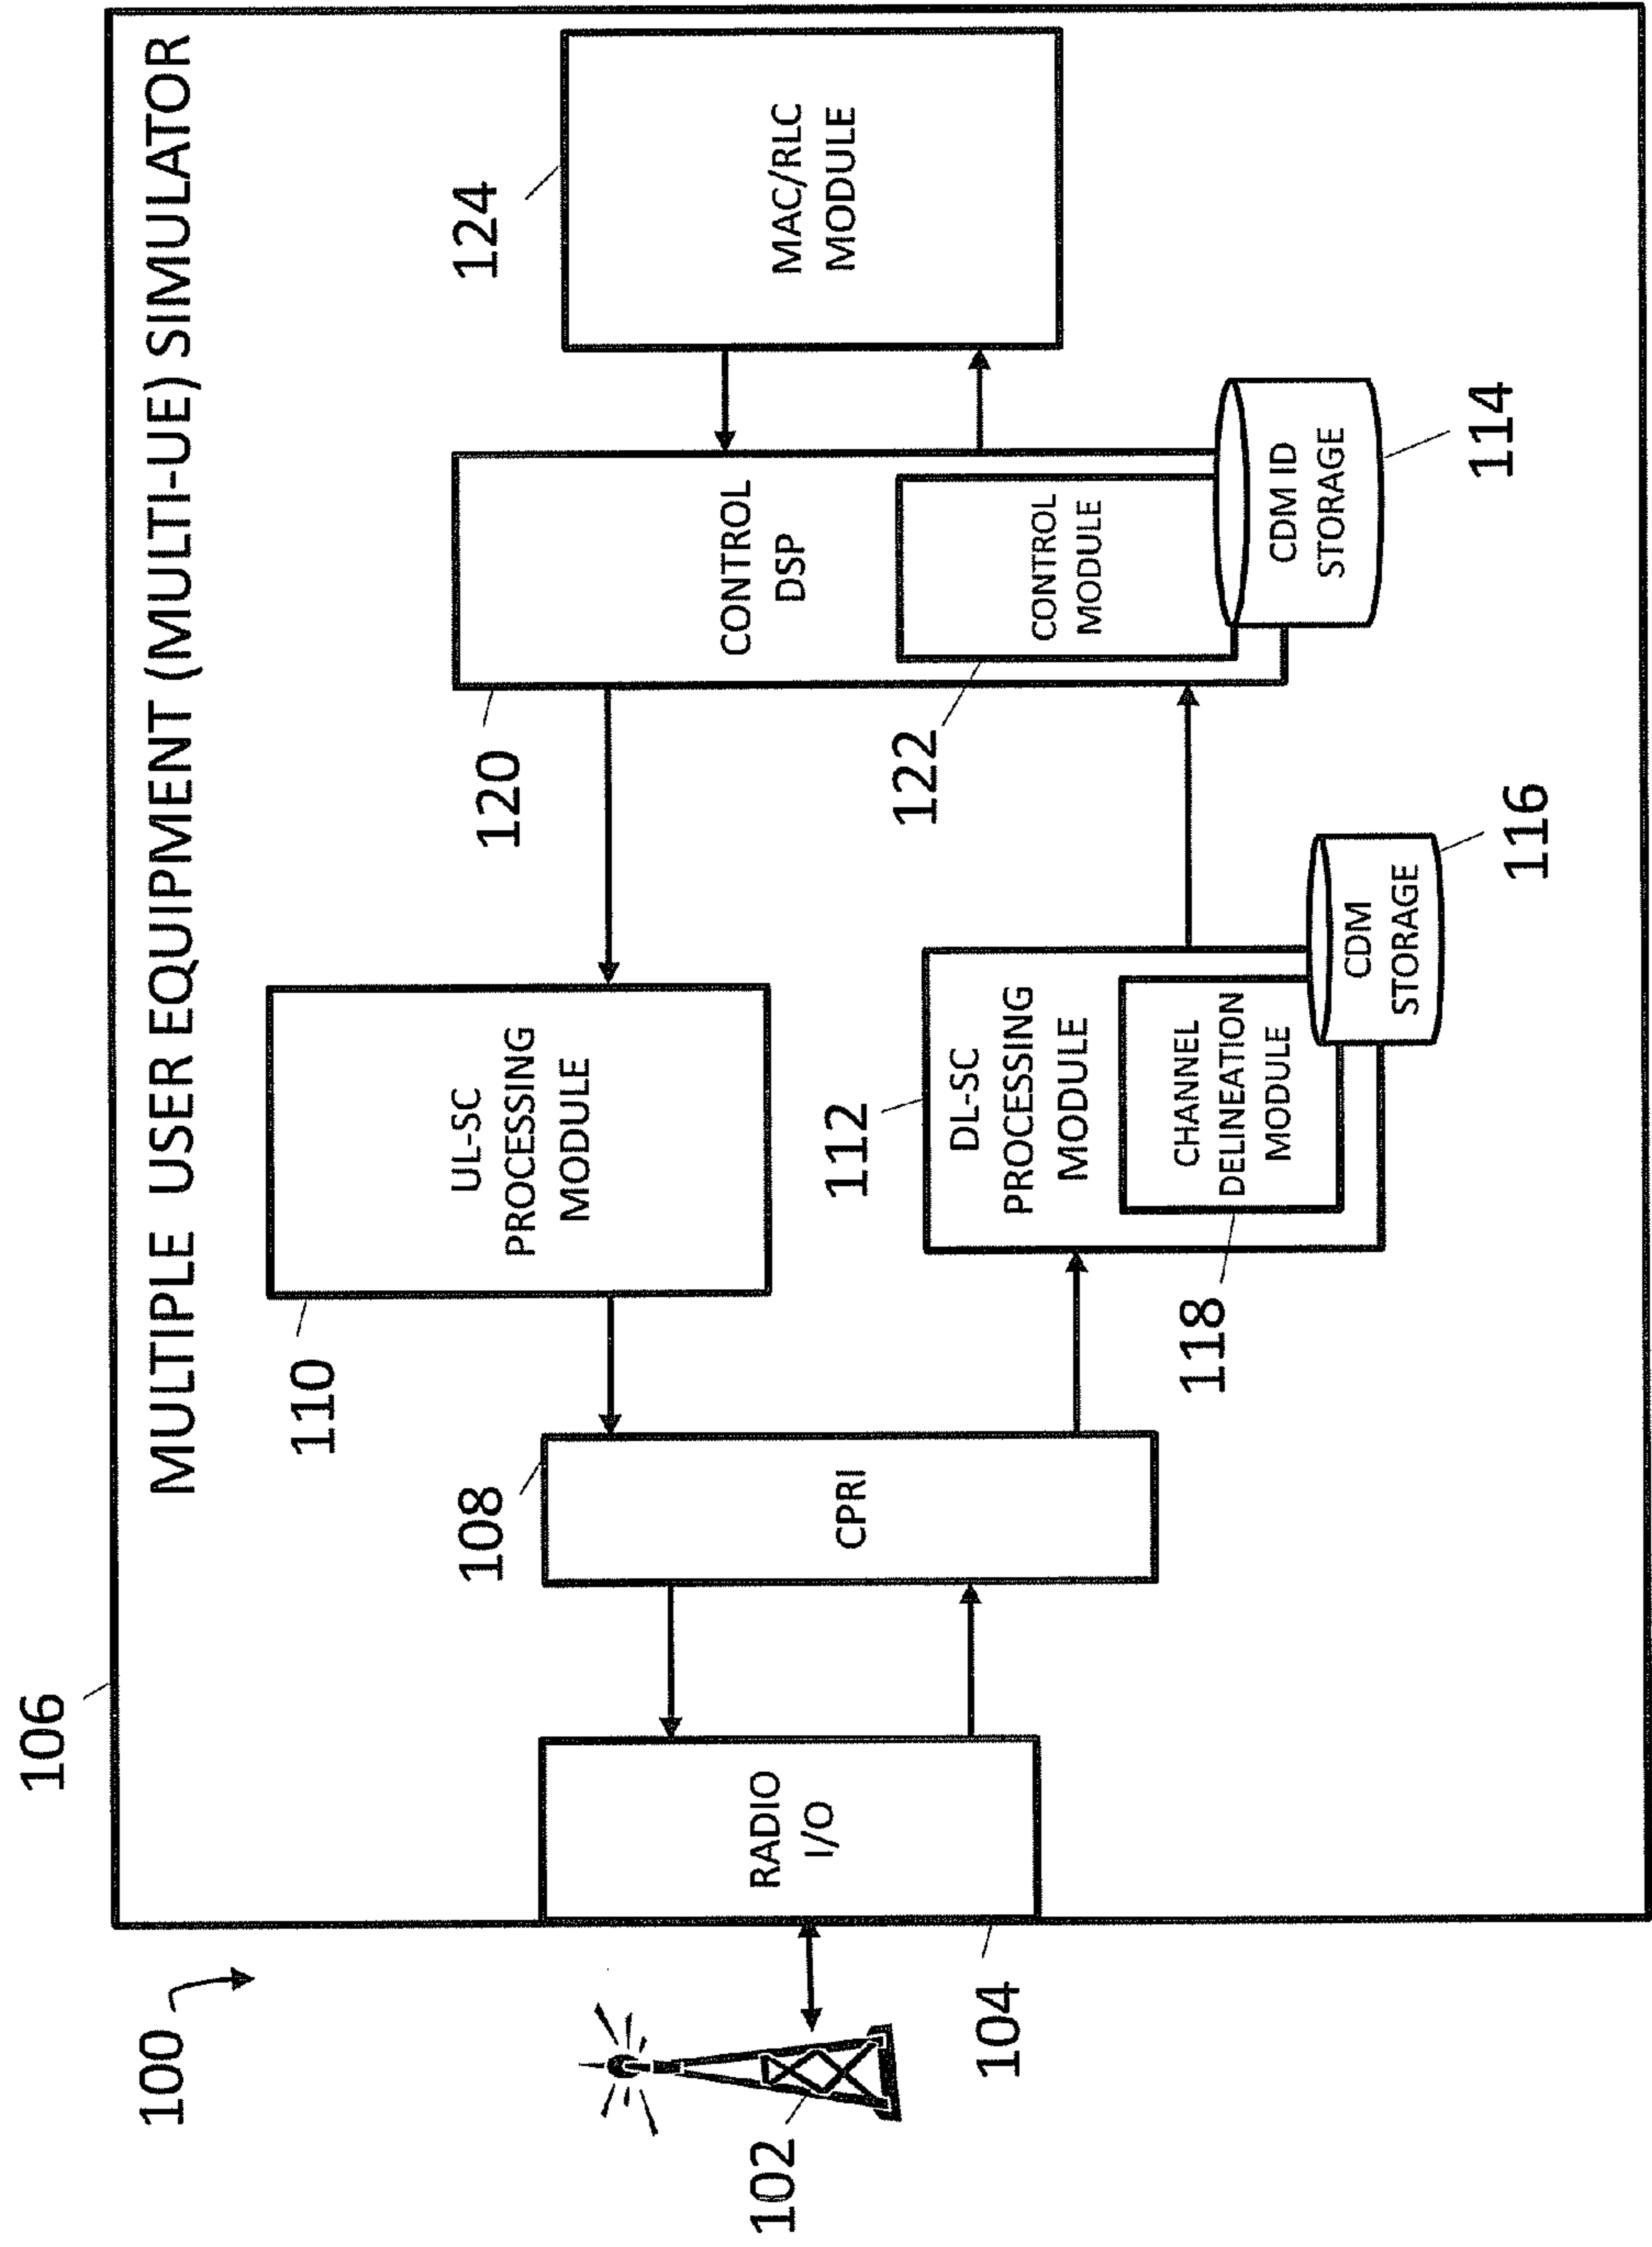 MULTIPLE USER EQUIPMENT (MULTI-UE) SIMULATOR
100
106
102
104
RADIO
I/O
108
CPRI
110
UL-SC
PROCESSING
MODULE
112
DL-SC
PROCESSING
MODULE
118
CHANNEL
DELINEATION
MODULE
CDM
STORAGE
116
120
CONTROL
DSP
122
CONTROL
MODULE
CDM ID
STORAGE
114
124
MAC/RLC
MODULE